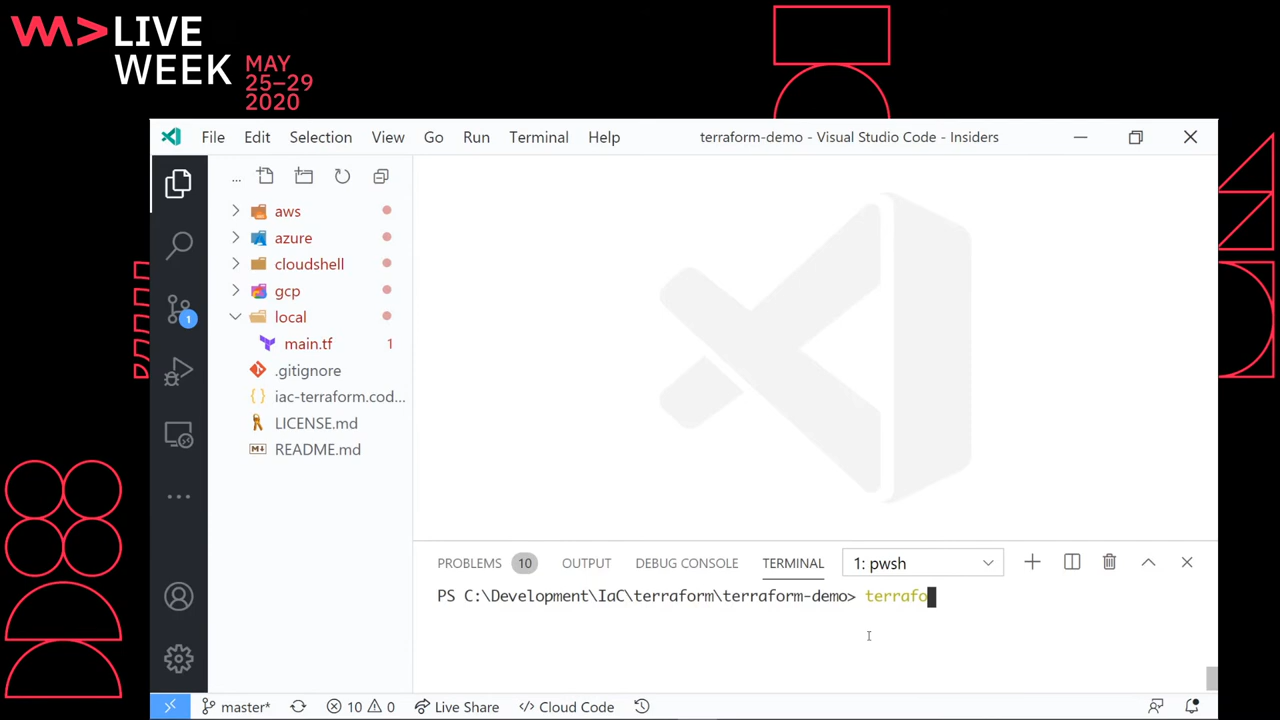 LIVE
WEEK
MAY
25–29
2020
File Edit Selection View Go Run Terminal Help
terraform-demo - Visual Studio Code - Insiders
...
aws
azure
cloudshell
gcp
local
main.tf 1
.gitignore
iac-terraform.cod...
LICENSE.md
README.md
1
PROBLEMS 10 OUTPUT DEBUG CONSOLE TERMINAL 1: pwsh
PS C:\Development\IaC\terraform\terraform-demo> terrafo
master* 10 0 Live Share Cloud Code